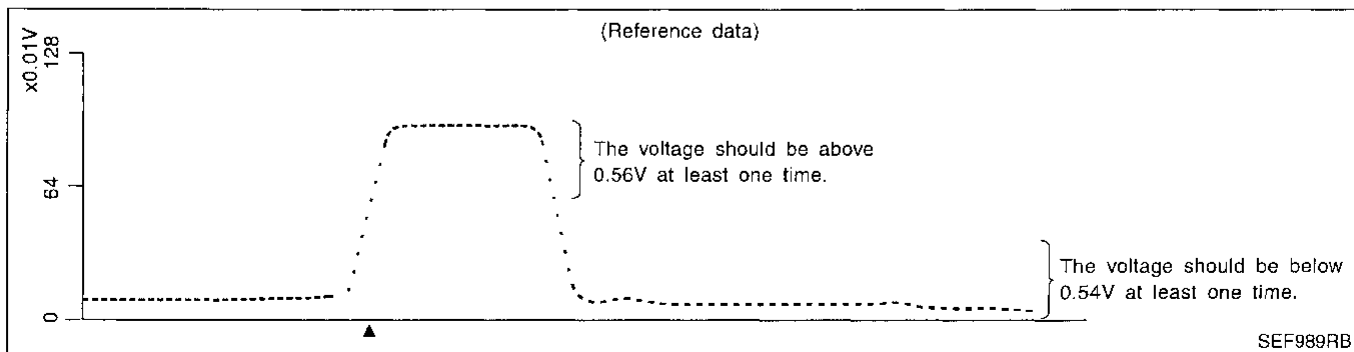 (Reference data)
x0.01V
128
64
0
The voltage should be above
0.56V at least one time.
The voltage should be below
0.54V at least one time.
SEF989RB